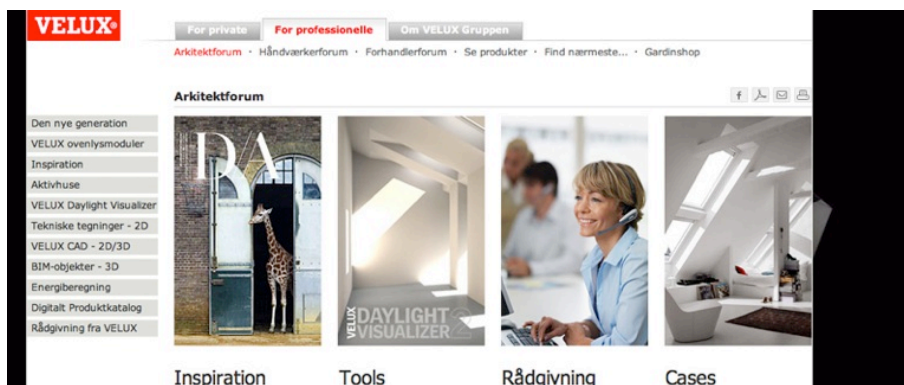 VELUX®
For private
For professionelle
Om VELUX Gruppen
Arkitektforum · Håndværkerforum · Forhandlerforum · Se produkter · Find nærmeste... · Gardinshop
Arkitektforum
Den nye generation
VELUX ovenlysmoduler
Inspiration
Aktivhuse
VELUX Daylight Visualizer
Tekniske tegninger - 2D
VELUX CAD - 2D/3D
BIM-objekter - 3D
Energiberegning
Digitalt Produktkatalog
Rådgivning fra VELUX
D/A
VELUX
DAYLIGHT
VISUALIZER 2
Inspiration
Tools
Rådgivning
Cases